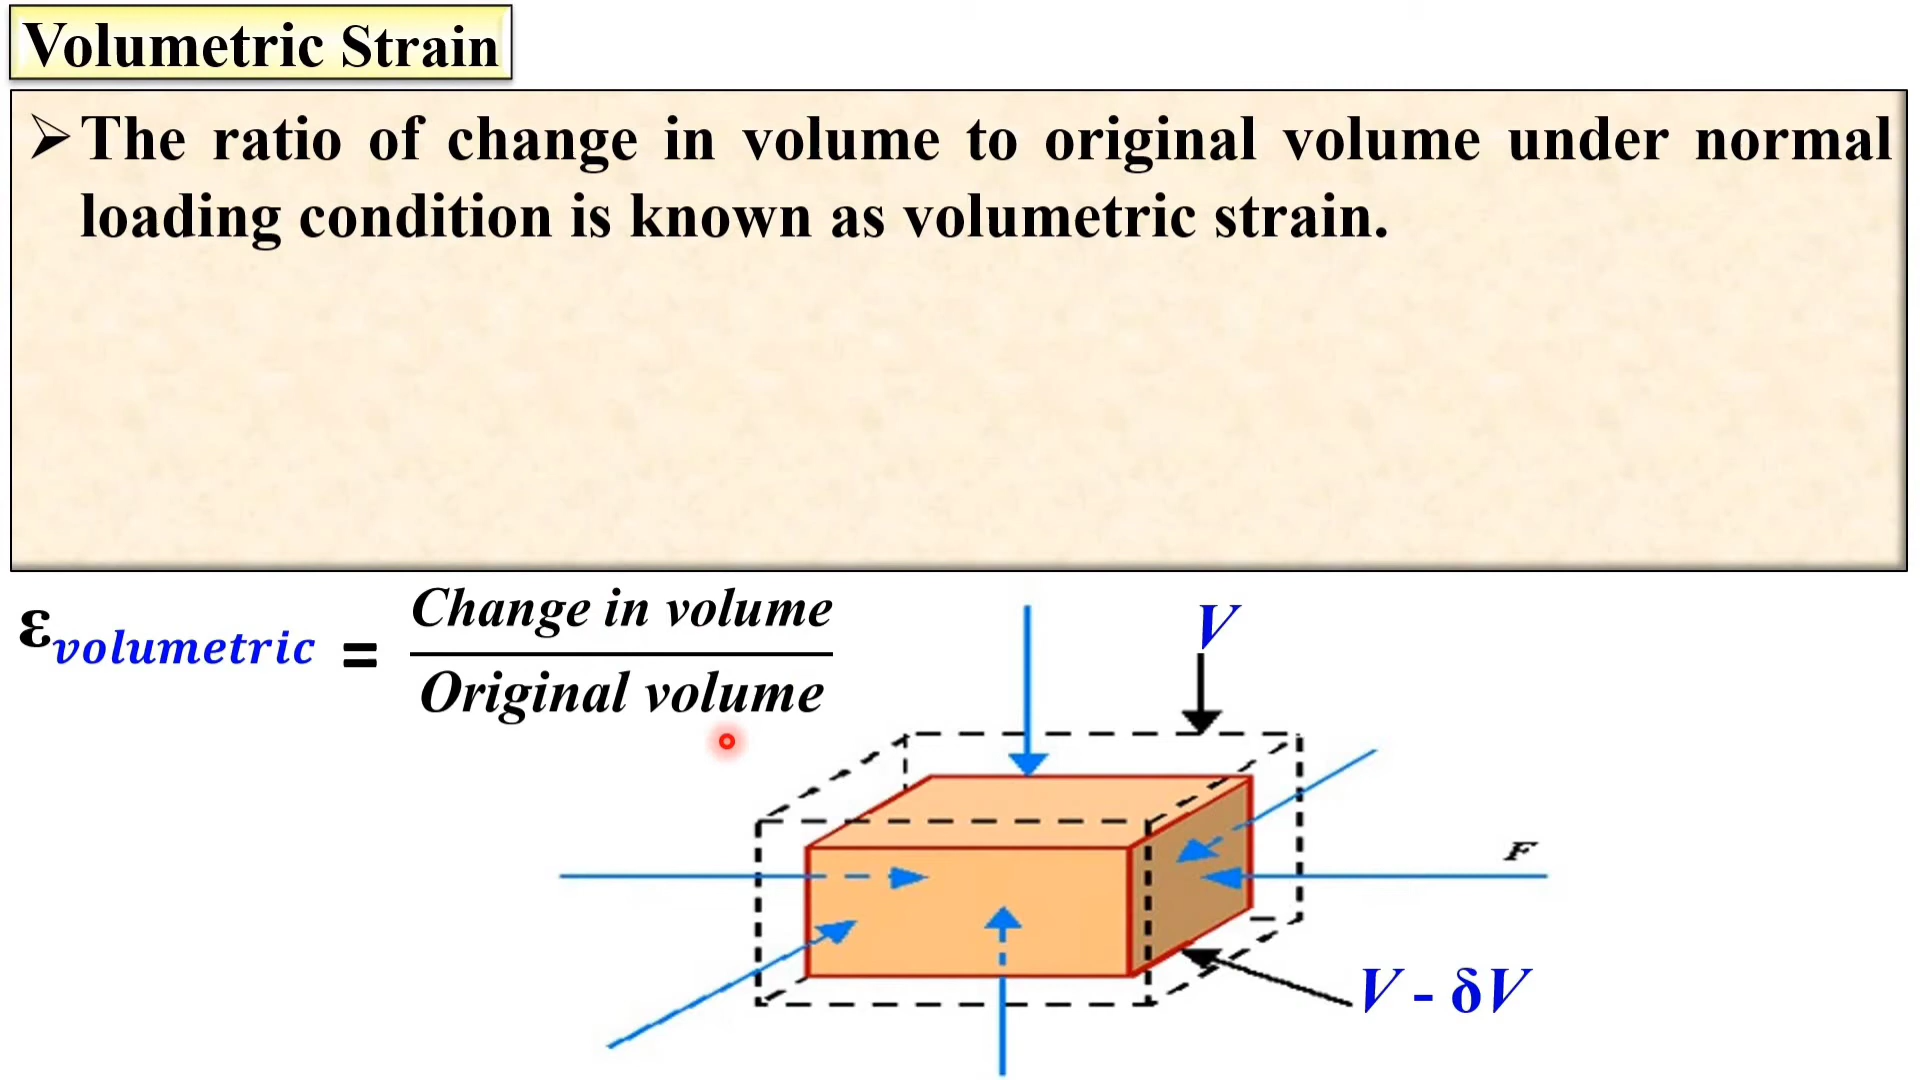 Volumetric Strain
➢The ratio of change in volume to original volume under normal
loading condition is known as volumetric strain.
ε_volumetric = Change in volume / Original volume
V
F
V - δV